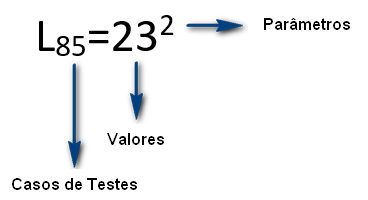 L₈₅=23²
Parâmetros
Valores
Casos de Testes